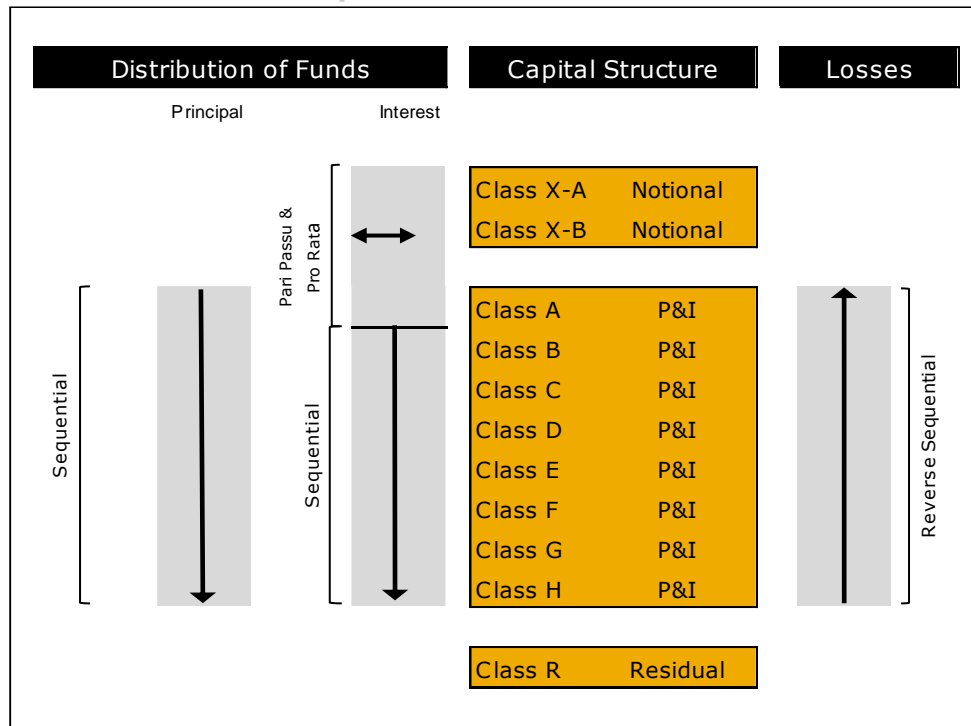 Distribution of Funds
Capital Structure
Losses
Principal
Interest
Pari Passu &
Pro Rata
Class X-A Notional
Class X-B Notional
Sequential
Sequential
Class A P&I
Class B P&I
Class C P&I
Class D P&I
Class E P&I
Class F P&I
Class G P&I
Class H P&I
Reverse Sequential
Class R Residual